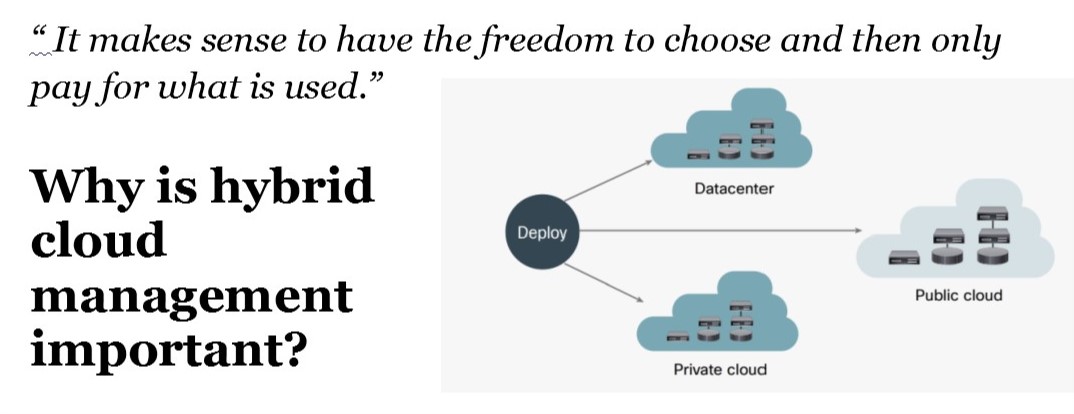 “ It makes sense to have the freedom to choose and then only
pay for what is used.”
Why is hybrid
cloud
management
important?
Deploy
Datacenter
Public cloud
Private cloud